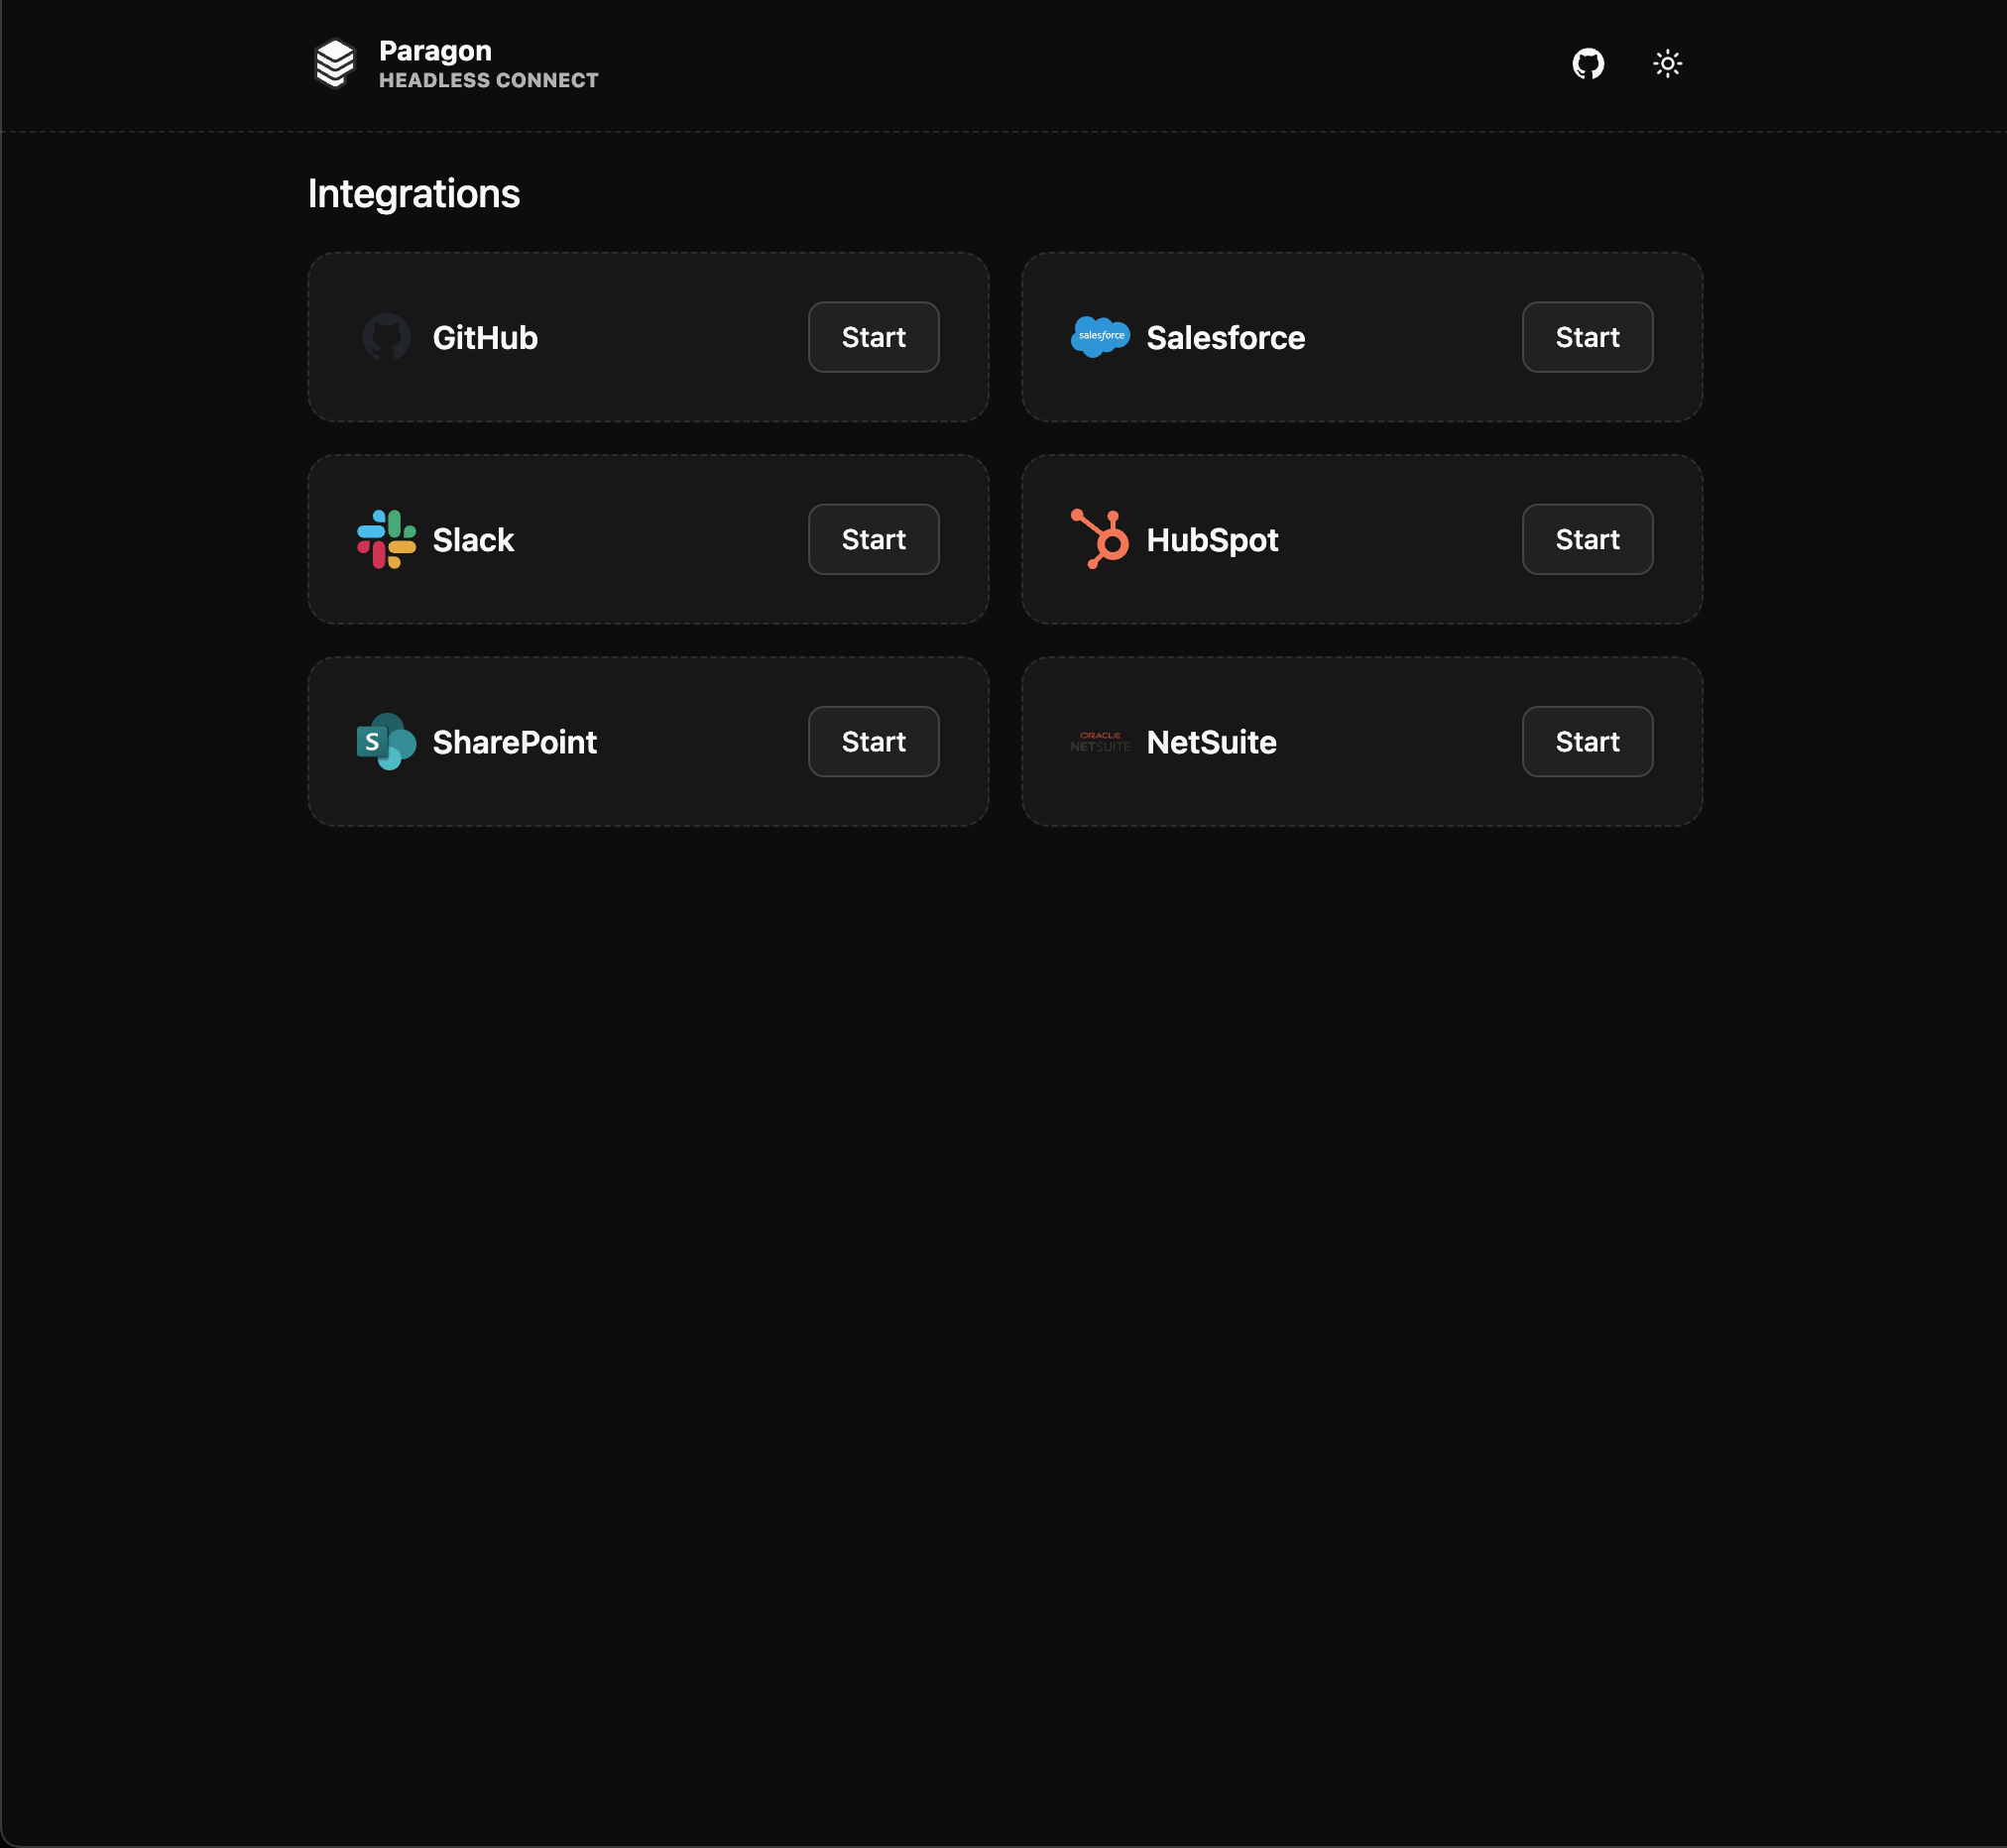 Paragon
HEADLESS CONNECT
Integrations
GitHub
Start
salesforce
Salesforce
Start
Slack
Start
HubSpot
Start
S
SharePoint
Start
ORACLE
NETSUITE
NetSuite
Start